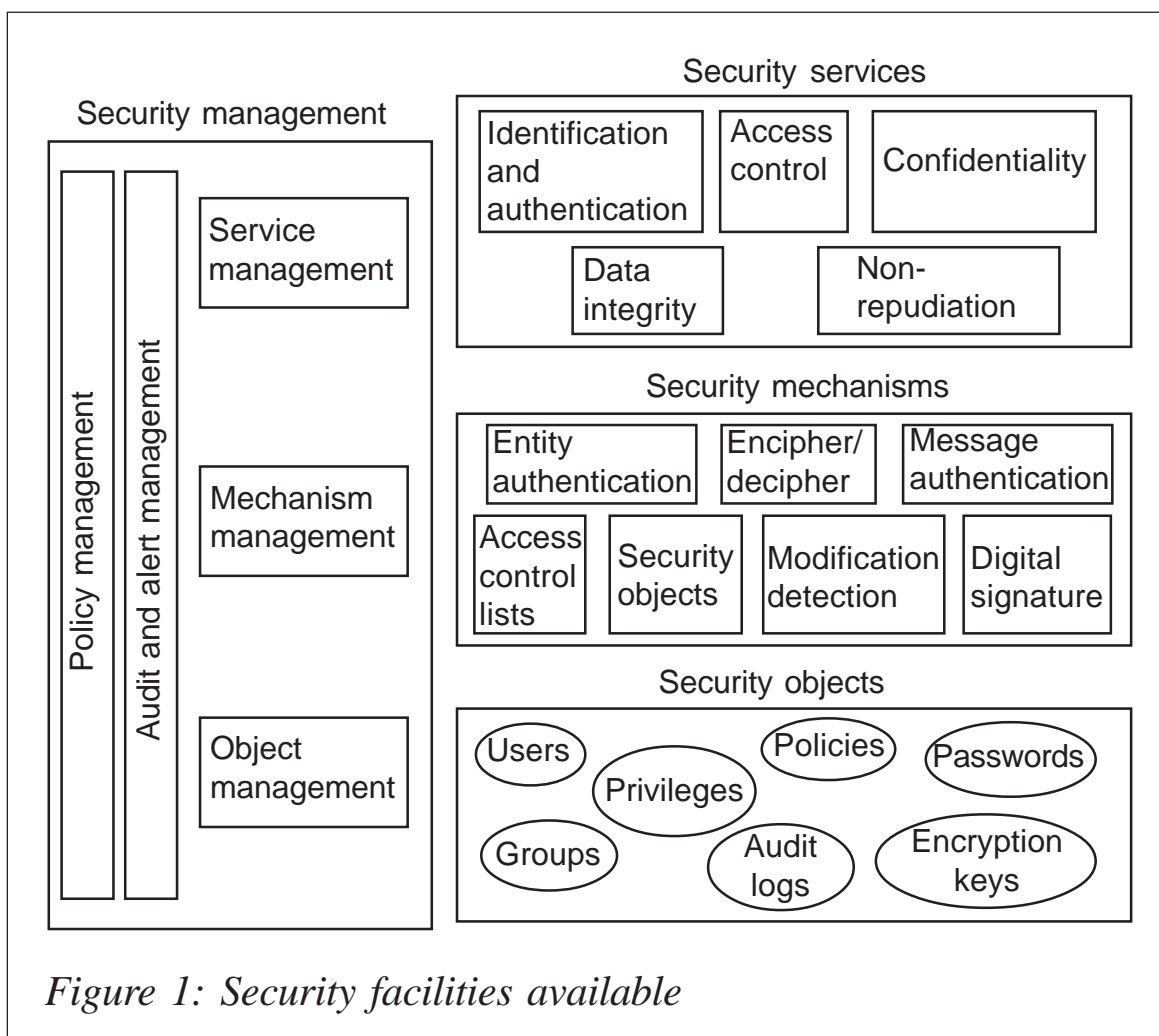 Security management
Policy management
Audit and alert management
Service
management
Mechanism
management
Object
management
Security services
Identification
and
authentication
Access
control
Confidentiality
Data
integrity
Non-
repudiation
Security mechanisms
Entity
authentication
Encipher/
decipher
Message
authentication
Access
control
lists
Security
objects
Modification
detection
Digital
signature
Security objects
Users
Privileges
Policies
Passwords
Groups
Audit
logs
Encryption
keys
Figure 1: Security facilities available